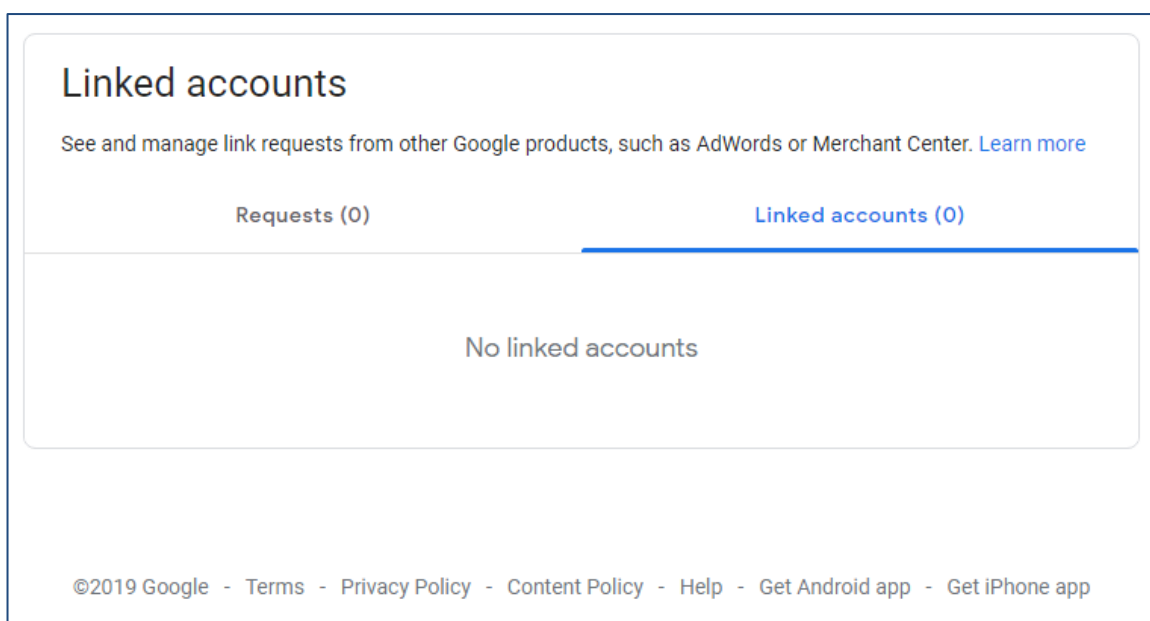 Linked accounts
See and manage link requests from other Google products, such as AdWords or Merchant Center. Learn more
Requests (0) Linked accounts (0)
No linked accounts
©2019 Google - Terms - Privacy Policy - Content Policy - Help - Get Android app - Get iPhone app